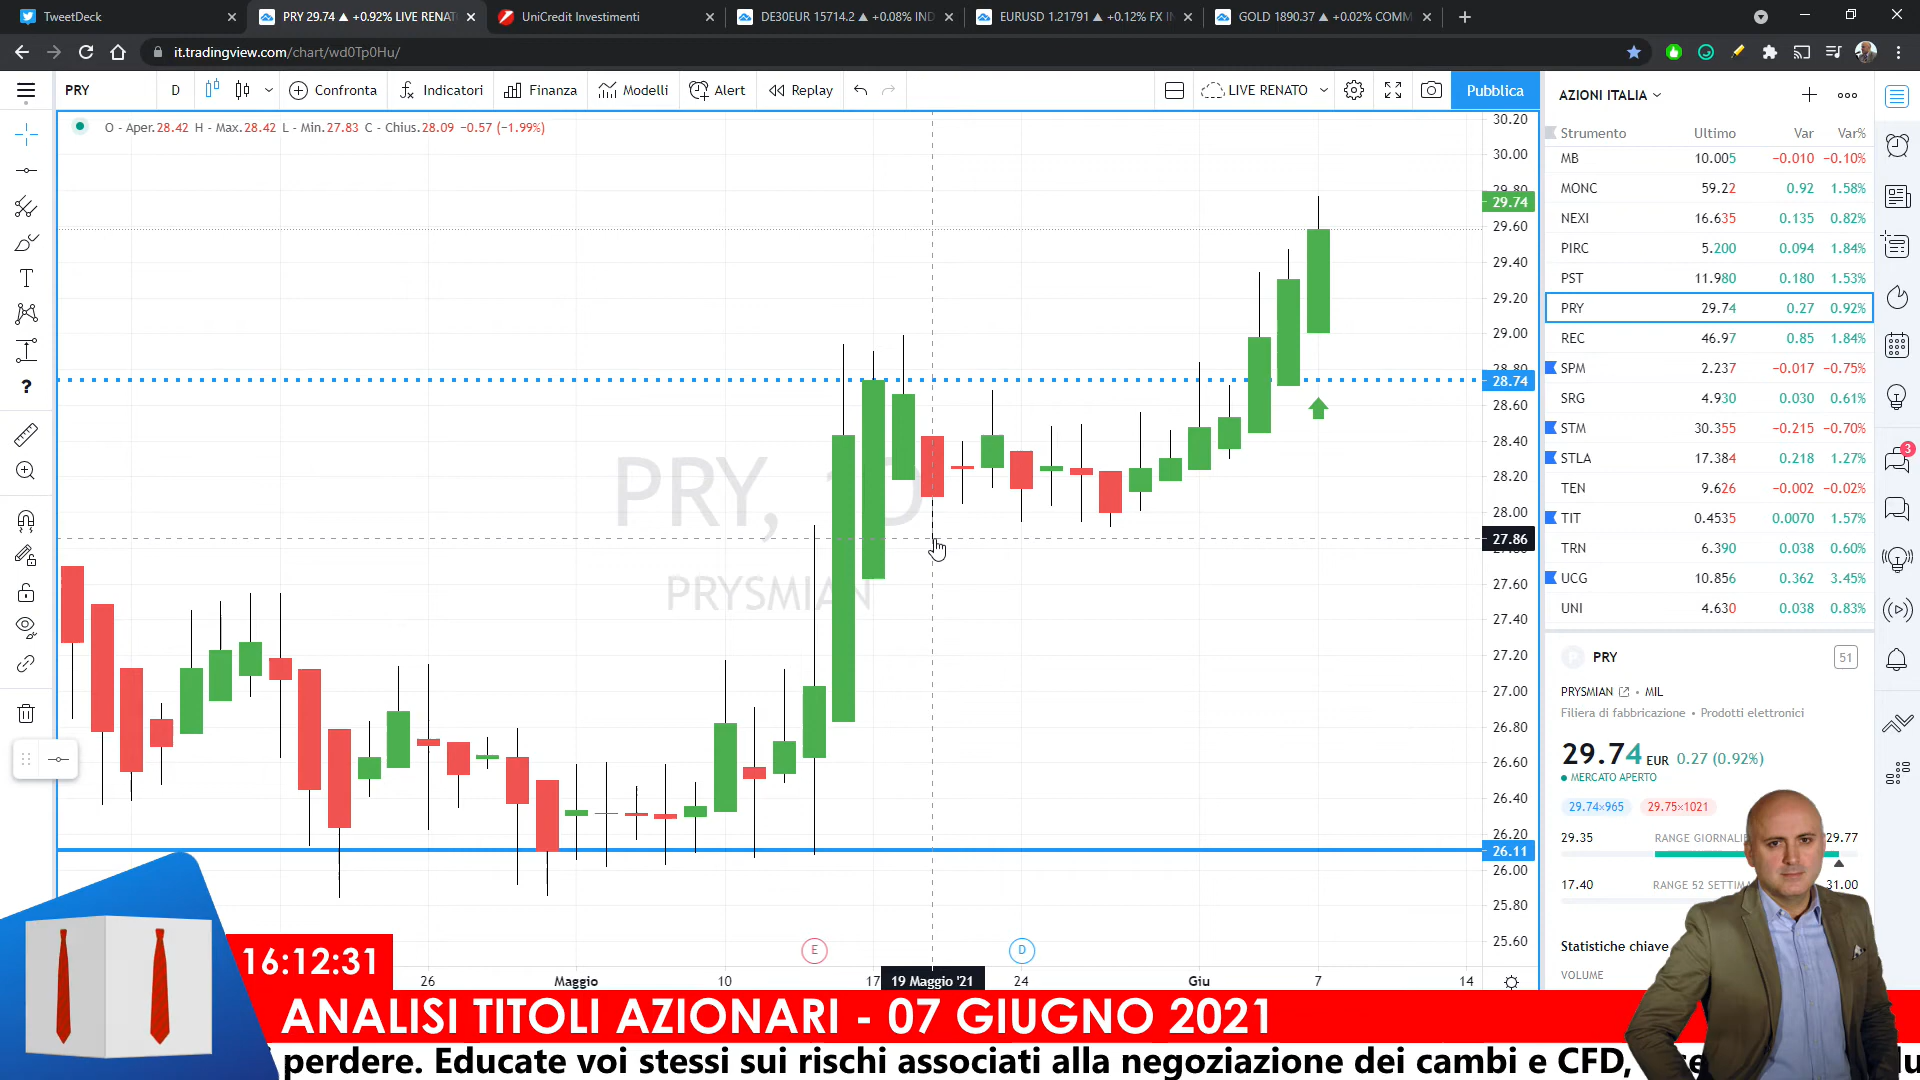 TweetDeck
PRY 29.74 ▲ +0.92% LIVE RENAT
UniCredit Investimenti
DE30EUR 15714.2 ▲ +0.08% IND
EURUSD 1.21791 ▲ +0.12% FX I
GOLD 1890.37 ▲ +0.02% COMM
it.tradingview.com/chart/wd0Tp0Hu/
PRY D Confronta Indicatori Finanza Modelli Alert Replay LIVE RENATO Pubblica
AZIONI ITALIA
O - Aper.28.42 H - Max.28.42 L - Min.27.83 C - Chius.28.09 −0.57 (−1.99%)
Strumento Ultimo Var Var%
MB 10.005 −0.010 −0.10%
MONC 59.22 0.92 1.58%
NEXI 16.635 0.135 0.82%
PIRC 5.200 0.094 1.84%
PST 11.980 0.180 1.53%
PRY 29.74 0.27 0.92%
REC 46.97 0.85 1.84%
SPM 2.237 −0.017 −0.75%
SRG 4.930 0.030 0.61%
STM 30.355 −0.215 −0.70%
STLA 17.384 0.218 1.27%
TEN 9.626 −0.002 −0.02%
TIT 0.4535 0.0070 1.57%
TRN 6.390 0.038 0.60%
UCG 10.856 0.362 3.45%
UNI 4.630 0.038 0.83%
3
30.20
30.00
29.80
29.74
29.60
29.40
29.20
29.00
28.80
28.74
28.60
28.40
28.20
28.00
27.86
27.60
27.40
27.20
27.00
26.80
26.60
26.40
26.20
26.11
26.00
25.80
25.60
PRY, 1D
PRYSMIAN
E
D
26 Maggio 10 17 19 Maggio '21 24 Giu 7 14
PRY 51
PRYSMIAN • MIL
Filiera di fabbricazione • Prodotti elettronici
29.74 EUR 0.27 (0.92%)
MERCATO APERTO
29.74×965 29.75×1021
29.35 RANGE GIORNALIE 29.77
17.40 RANGE 52 SETTIMA 31.00
Statistiche chiave
VOLUME
16:12:31
ANALISI TITOLI AZIONARI - 07 GIUGNO 2021
perdere. Educate voi stessi sui rischi associati alla negoziazione dei cambi e CFD,